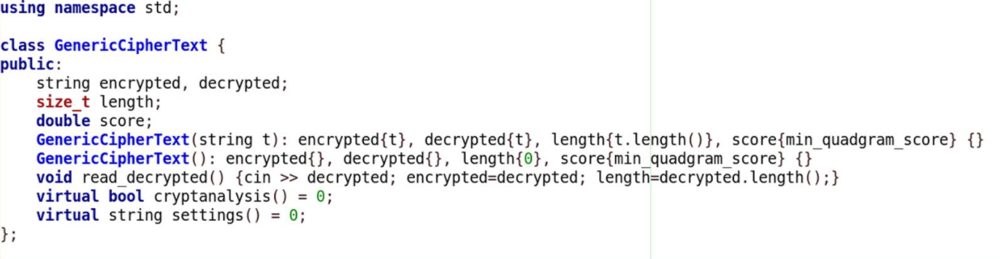 using namespace std;
class GenericCipherText {
public:
    string encrypted, decrypted;
    size_t length;
    double score;
    GenericCipherText(string t): encrypted{t}, decrypted{t}, length{t.length()}, score{min_quadgram_score} {}
    GenericCipherText(): encrypted{}, decrypted{}, length{0}, score{min_quadgram_score} {}
    void read_decrypted() {cin >> decrypted; encrypted=decrypted; length=decrypted.length();}
    virtual bool cryptanalysis() = 0;
    virtual string settings() = 0;
};